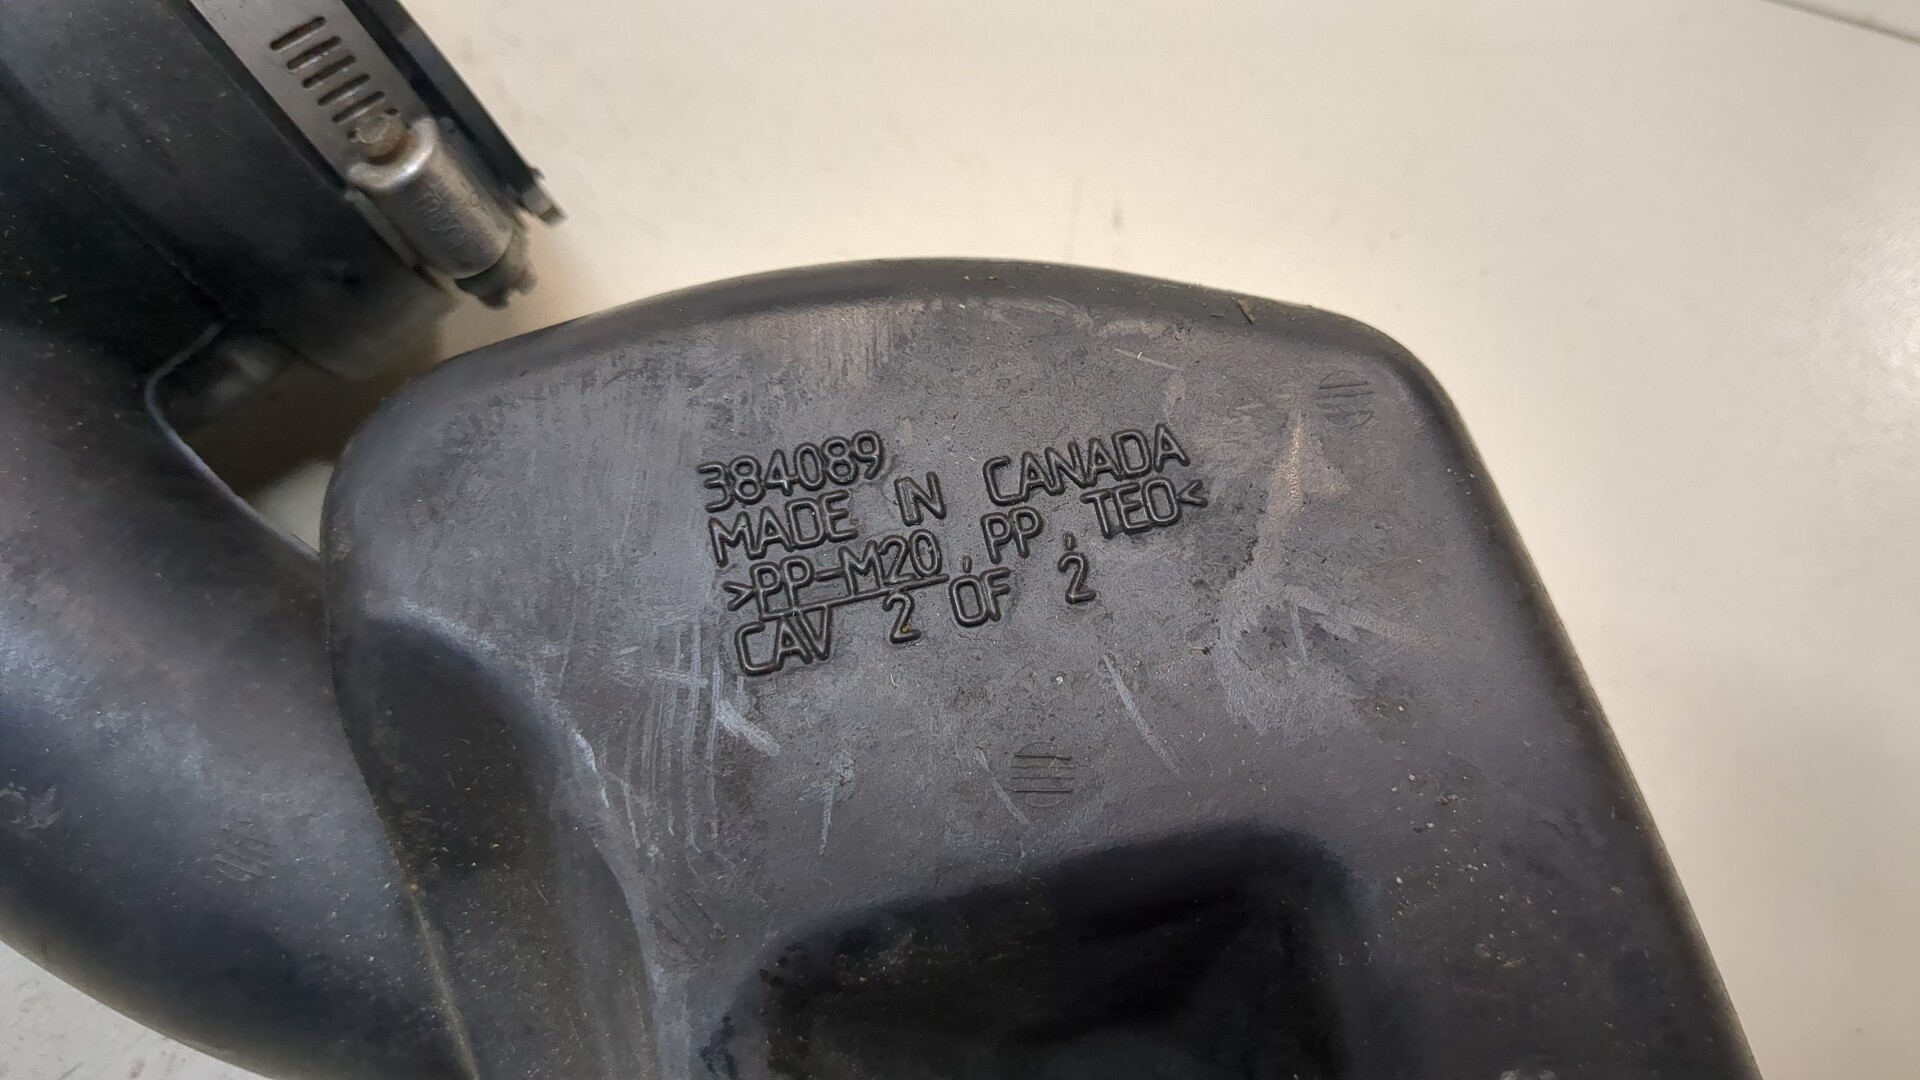 384089
MADE IN CANADA
>PP-M20, PP, TEO<
CAV 2 OF 2